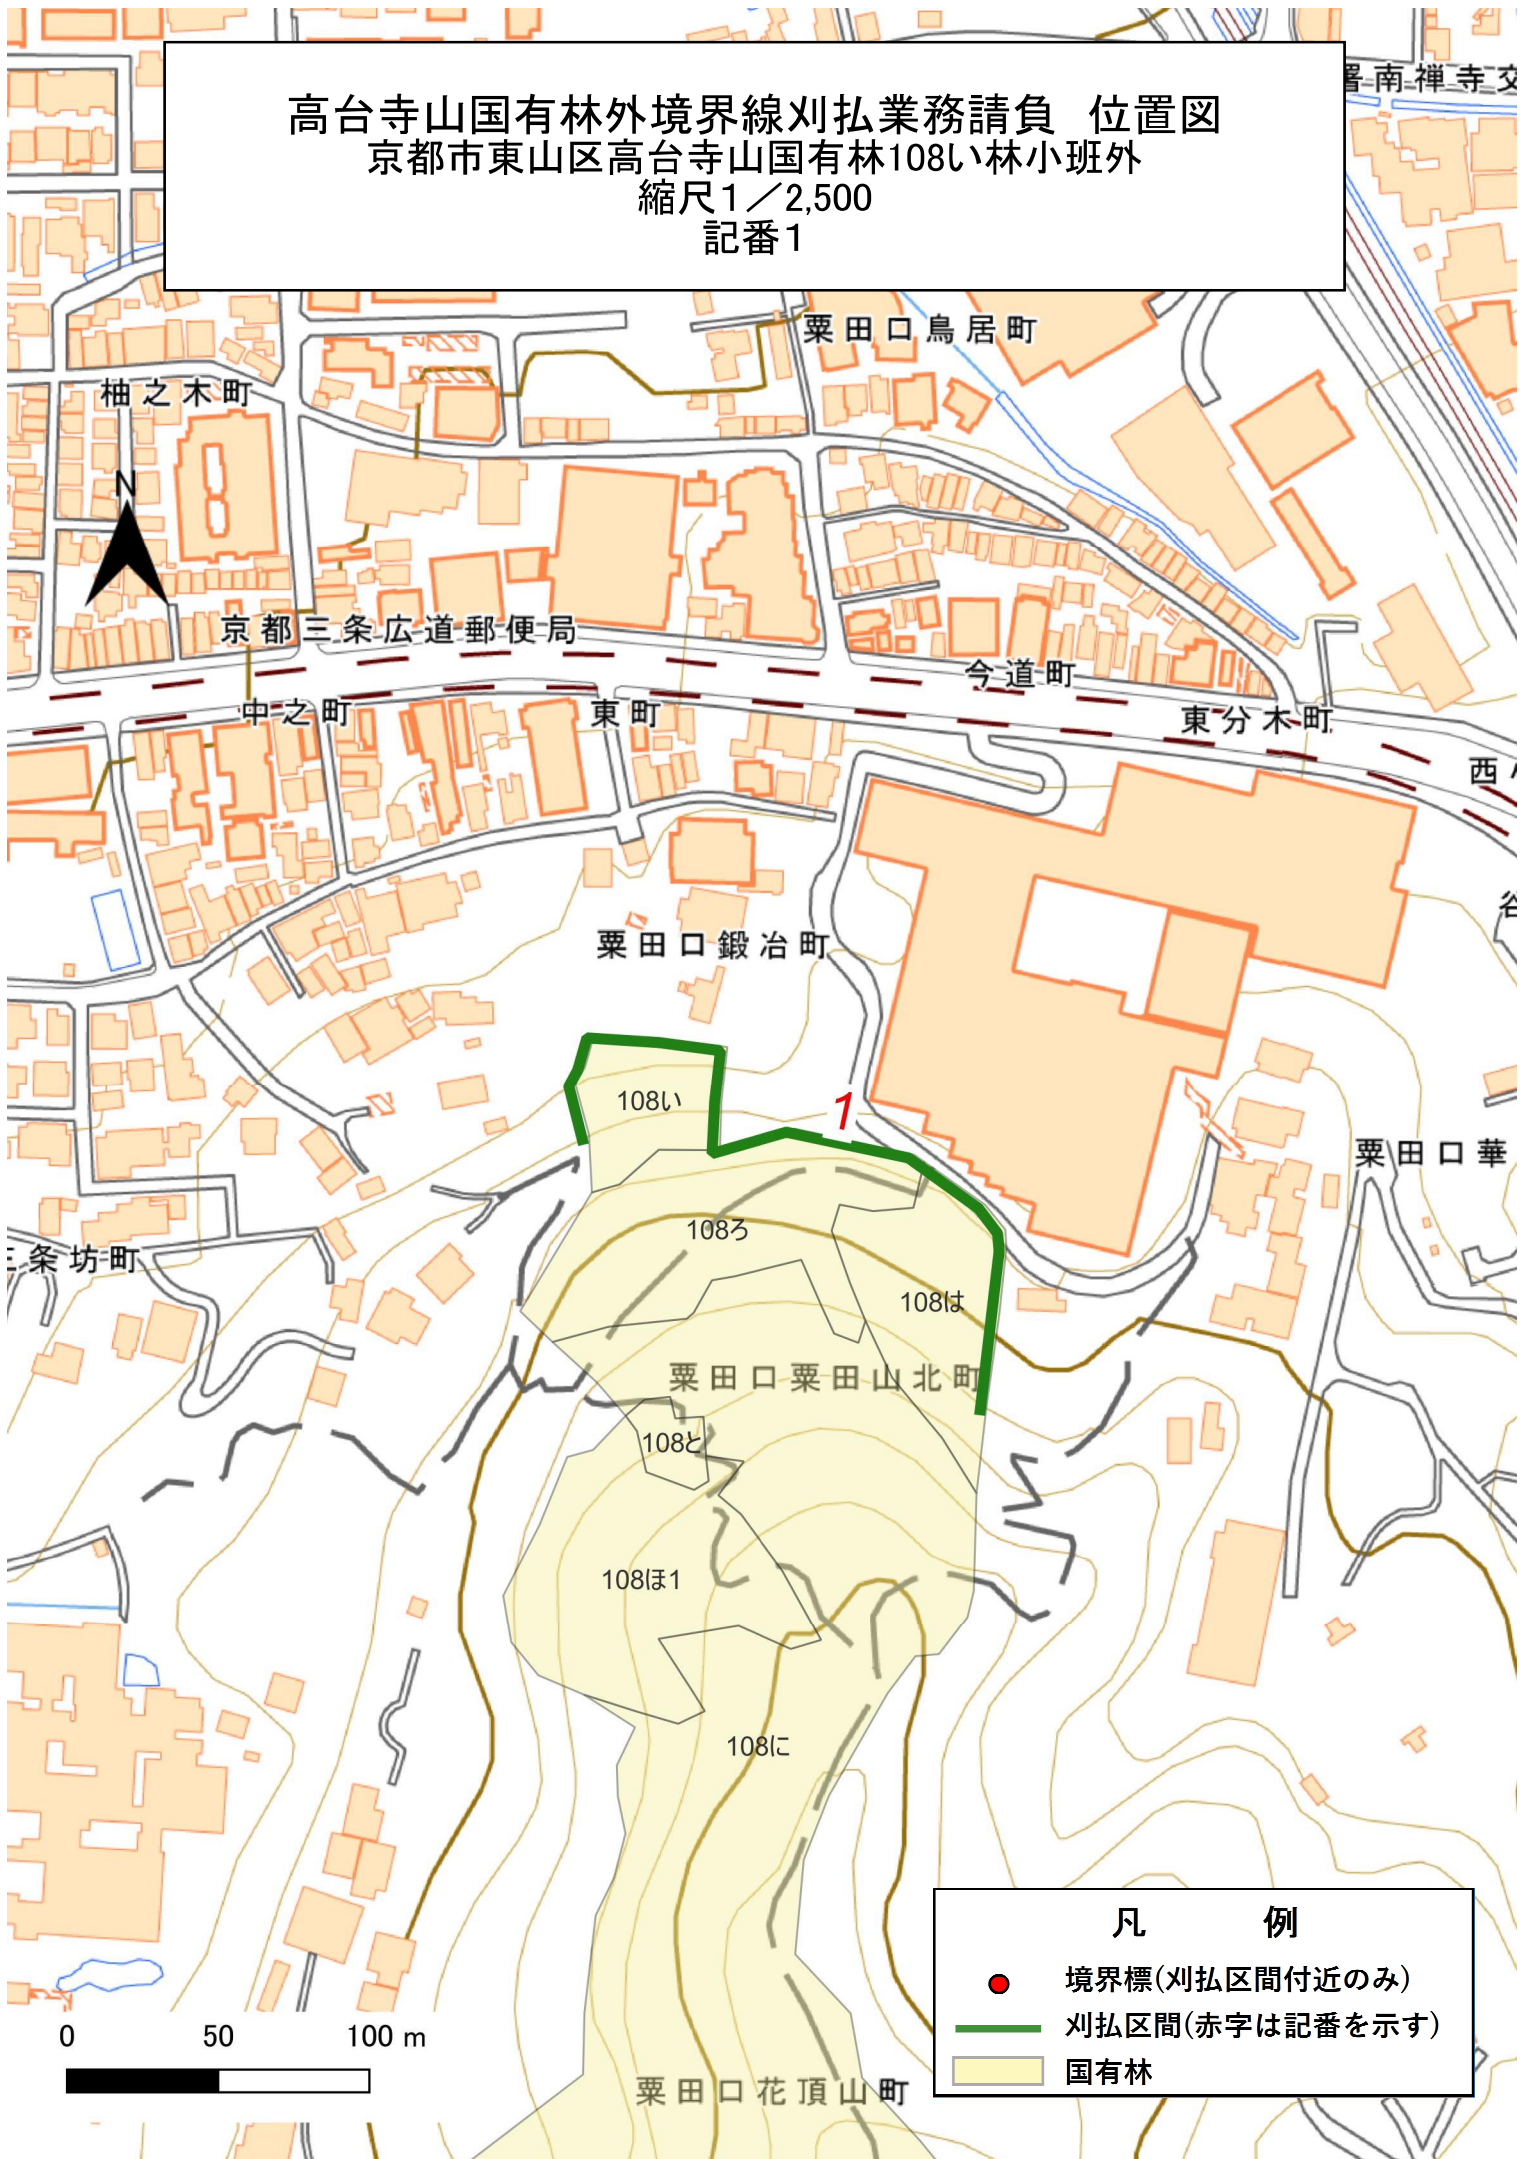 高台寺山国有林外境界線刈払業務請負　位置図
京都市東山区高台寺山国有林108い林小班外
縮尺1／2,500
記番1
署南禅寺交
粟田口鳥居町
柚之木町
N
京都三条広道郵便局
今道町
中之町
東町
東分木町
西小
谷
粟田口鍛冶町
108い
1
粟田口華
108ろ
三条坊町
108は
粟田口粟田山北町
108と
108ほ1
108に
凡　例
境界標(刈払区間付近のみ)
刈払区間(赤字は記番を示す)
国有林
0 50 100 m
粟田口花頂山町